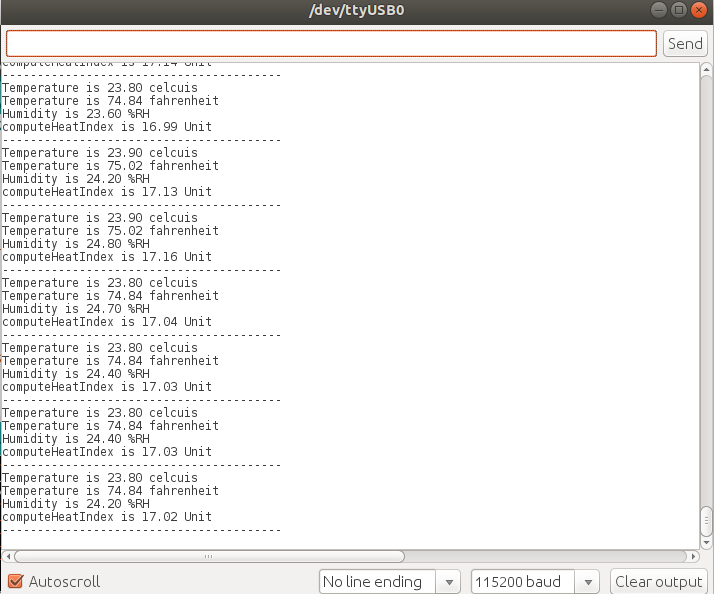 /dev/ttyUSB0
Send
computeHeatIndex is 17.14 Unit
----------------------------------------
Temperature is 23.80 celcuis
Temperature is 74.84 fahrenheit
Humidity is 23.60 %RH
computeHeatIndex is 16.99 Unit
----------------------------------------
Temperature is 23.90 celcuis
Temperature is 75.02 fahrenheit
Humidity is 24.20 %RH
computeHeatIndex is 17.13 Unit
----------------------------------------
Temperature is 23.90 celcuis
Temperature is 75.02 fahrenheit
Humidity is 24.80 %RH
computeHeatIndex is 17.16 Unit
----------------------------------------
Temperature is 23.80 celcuis
Temperature is 74.84 fahrenheit
Humidity is 24.70 %RH
computeHeatIndex is 17.04 Unit
----------------------------------------
Temperature is 23.80 celcuis
Temperature is 74.84 fahrenheit
Humidity is 24.40 %RH
computeHeatIndex is 17.03 Unit
----------------------------------------
Temperature is 23.80 celcuis
Temperature is 74.84 fahrenheit
Humidity is 24.40 %RH
computeHeatIndex is 17.03 Unit
----------------------------------------
Temperature is 23.80 celcuis
Temperature is 74.84 fahrenheit
Humidity is 24.20 %RH
computeHeatIndex is 17.02 Unit
----------------------------------------
Autoscroll
No line ending
115200 baud
Clear output